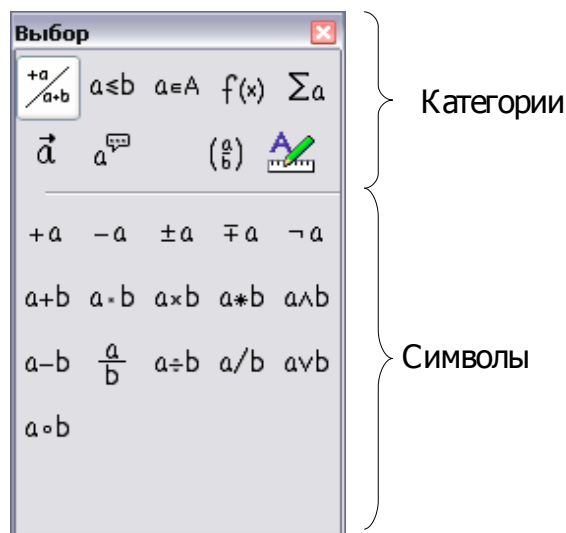 Выбор
+a/a+b a≤b a∈A f(x) Σa
a⃗ a (a/b) A
Категории
+a −a ±a ∓a ¬a
a+b a·b a×b a∗b a∧b
a−b a/b a÷b a/b a∨b
a∘b
Символы